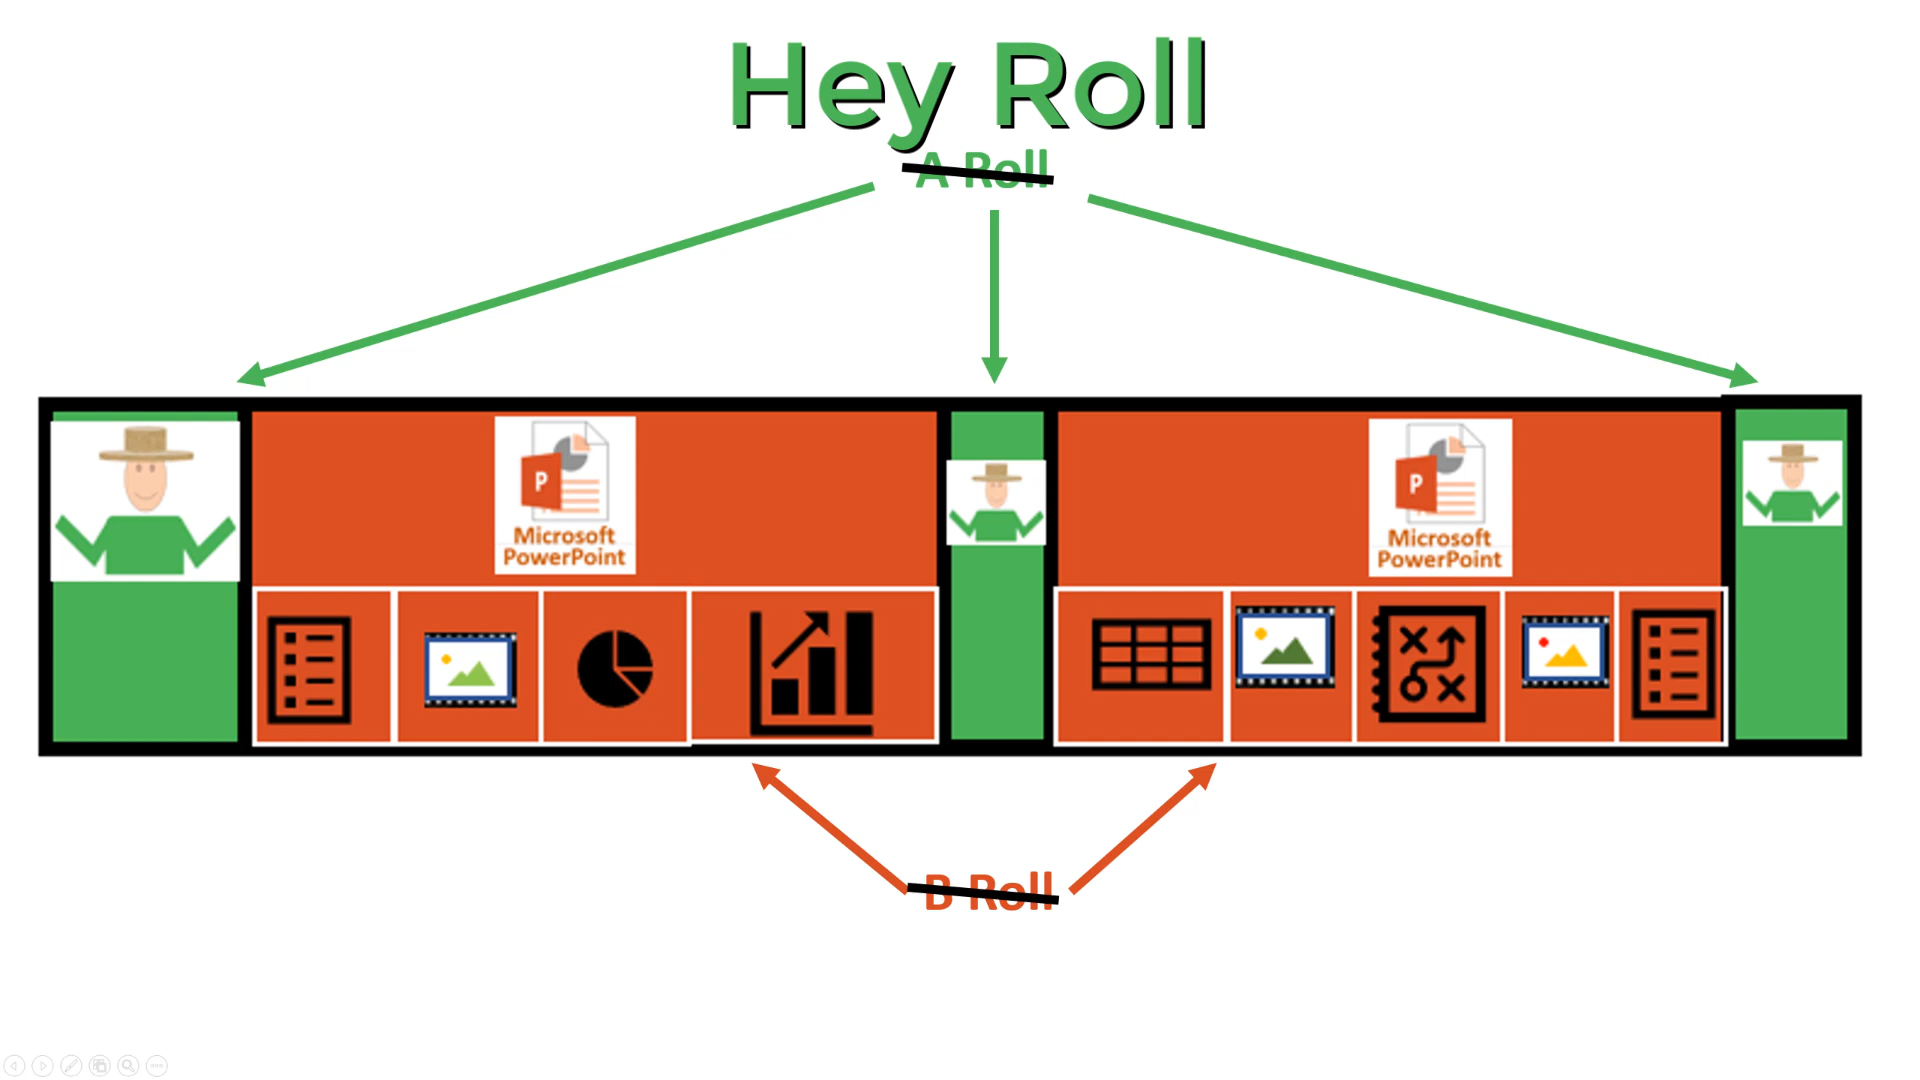 Hey Roll
A Roll
P
Microsoft
PowerPoint
P
Microsoft
PowerPoint
B Roll